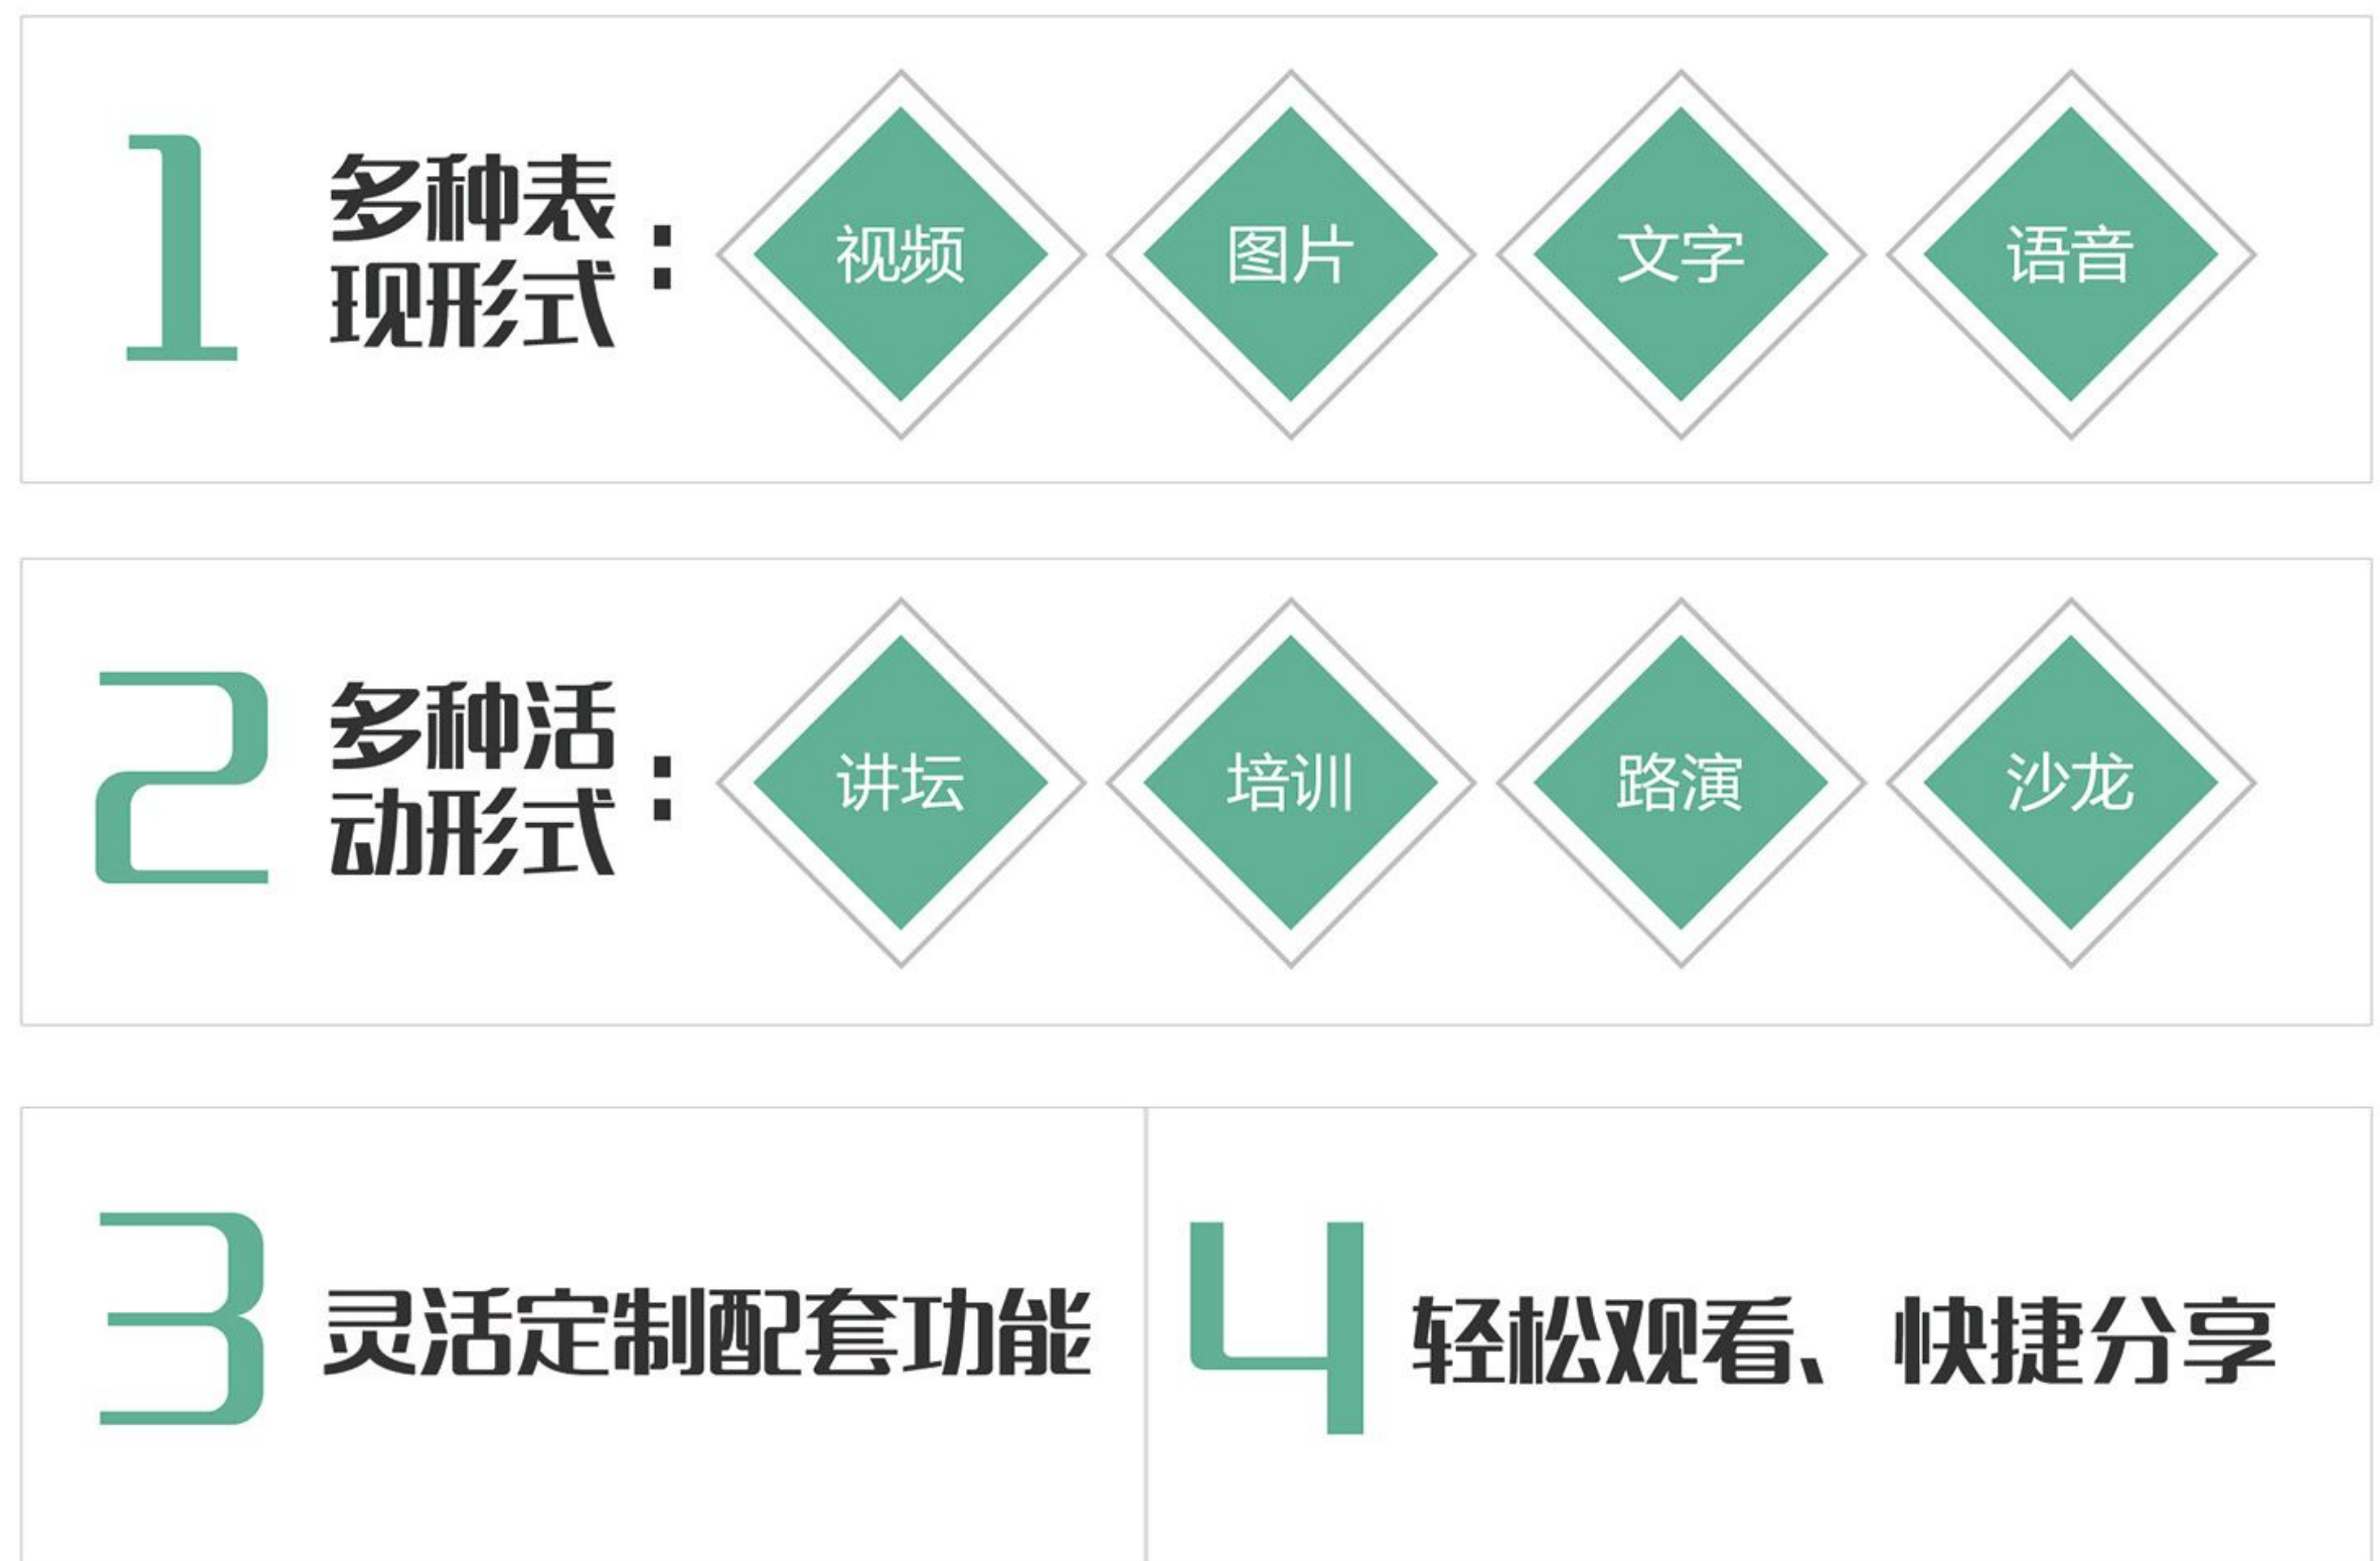 1
多种表
现形式：
视频
图片
文字
语音
2
多种活
动形式：
讲坛
培训
路演
沙龙
3
灵活定制配套功能
4
轻松观看、快捷分享